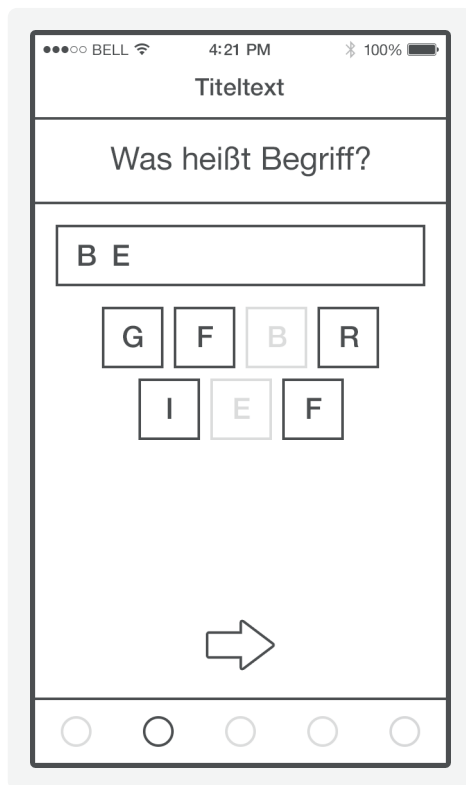 BELL 4:21 PM 100%
Titeltext
Was heißt Begriff?
B E
G F B R
I E F